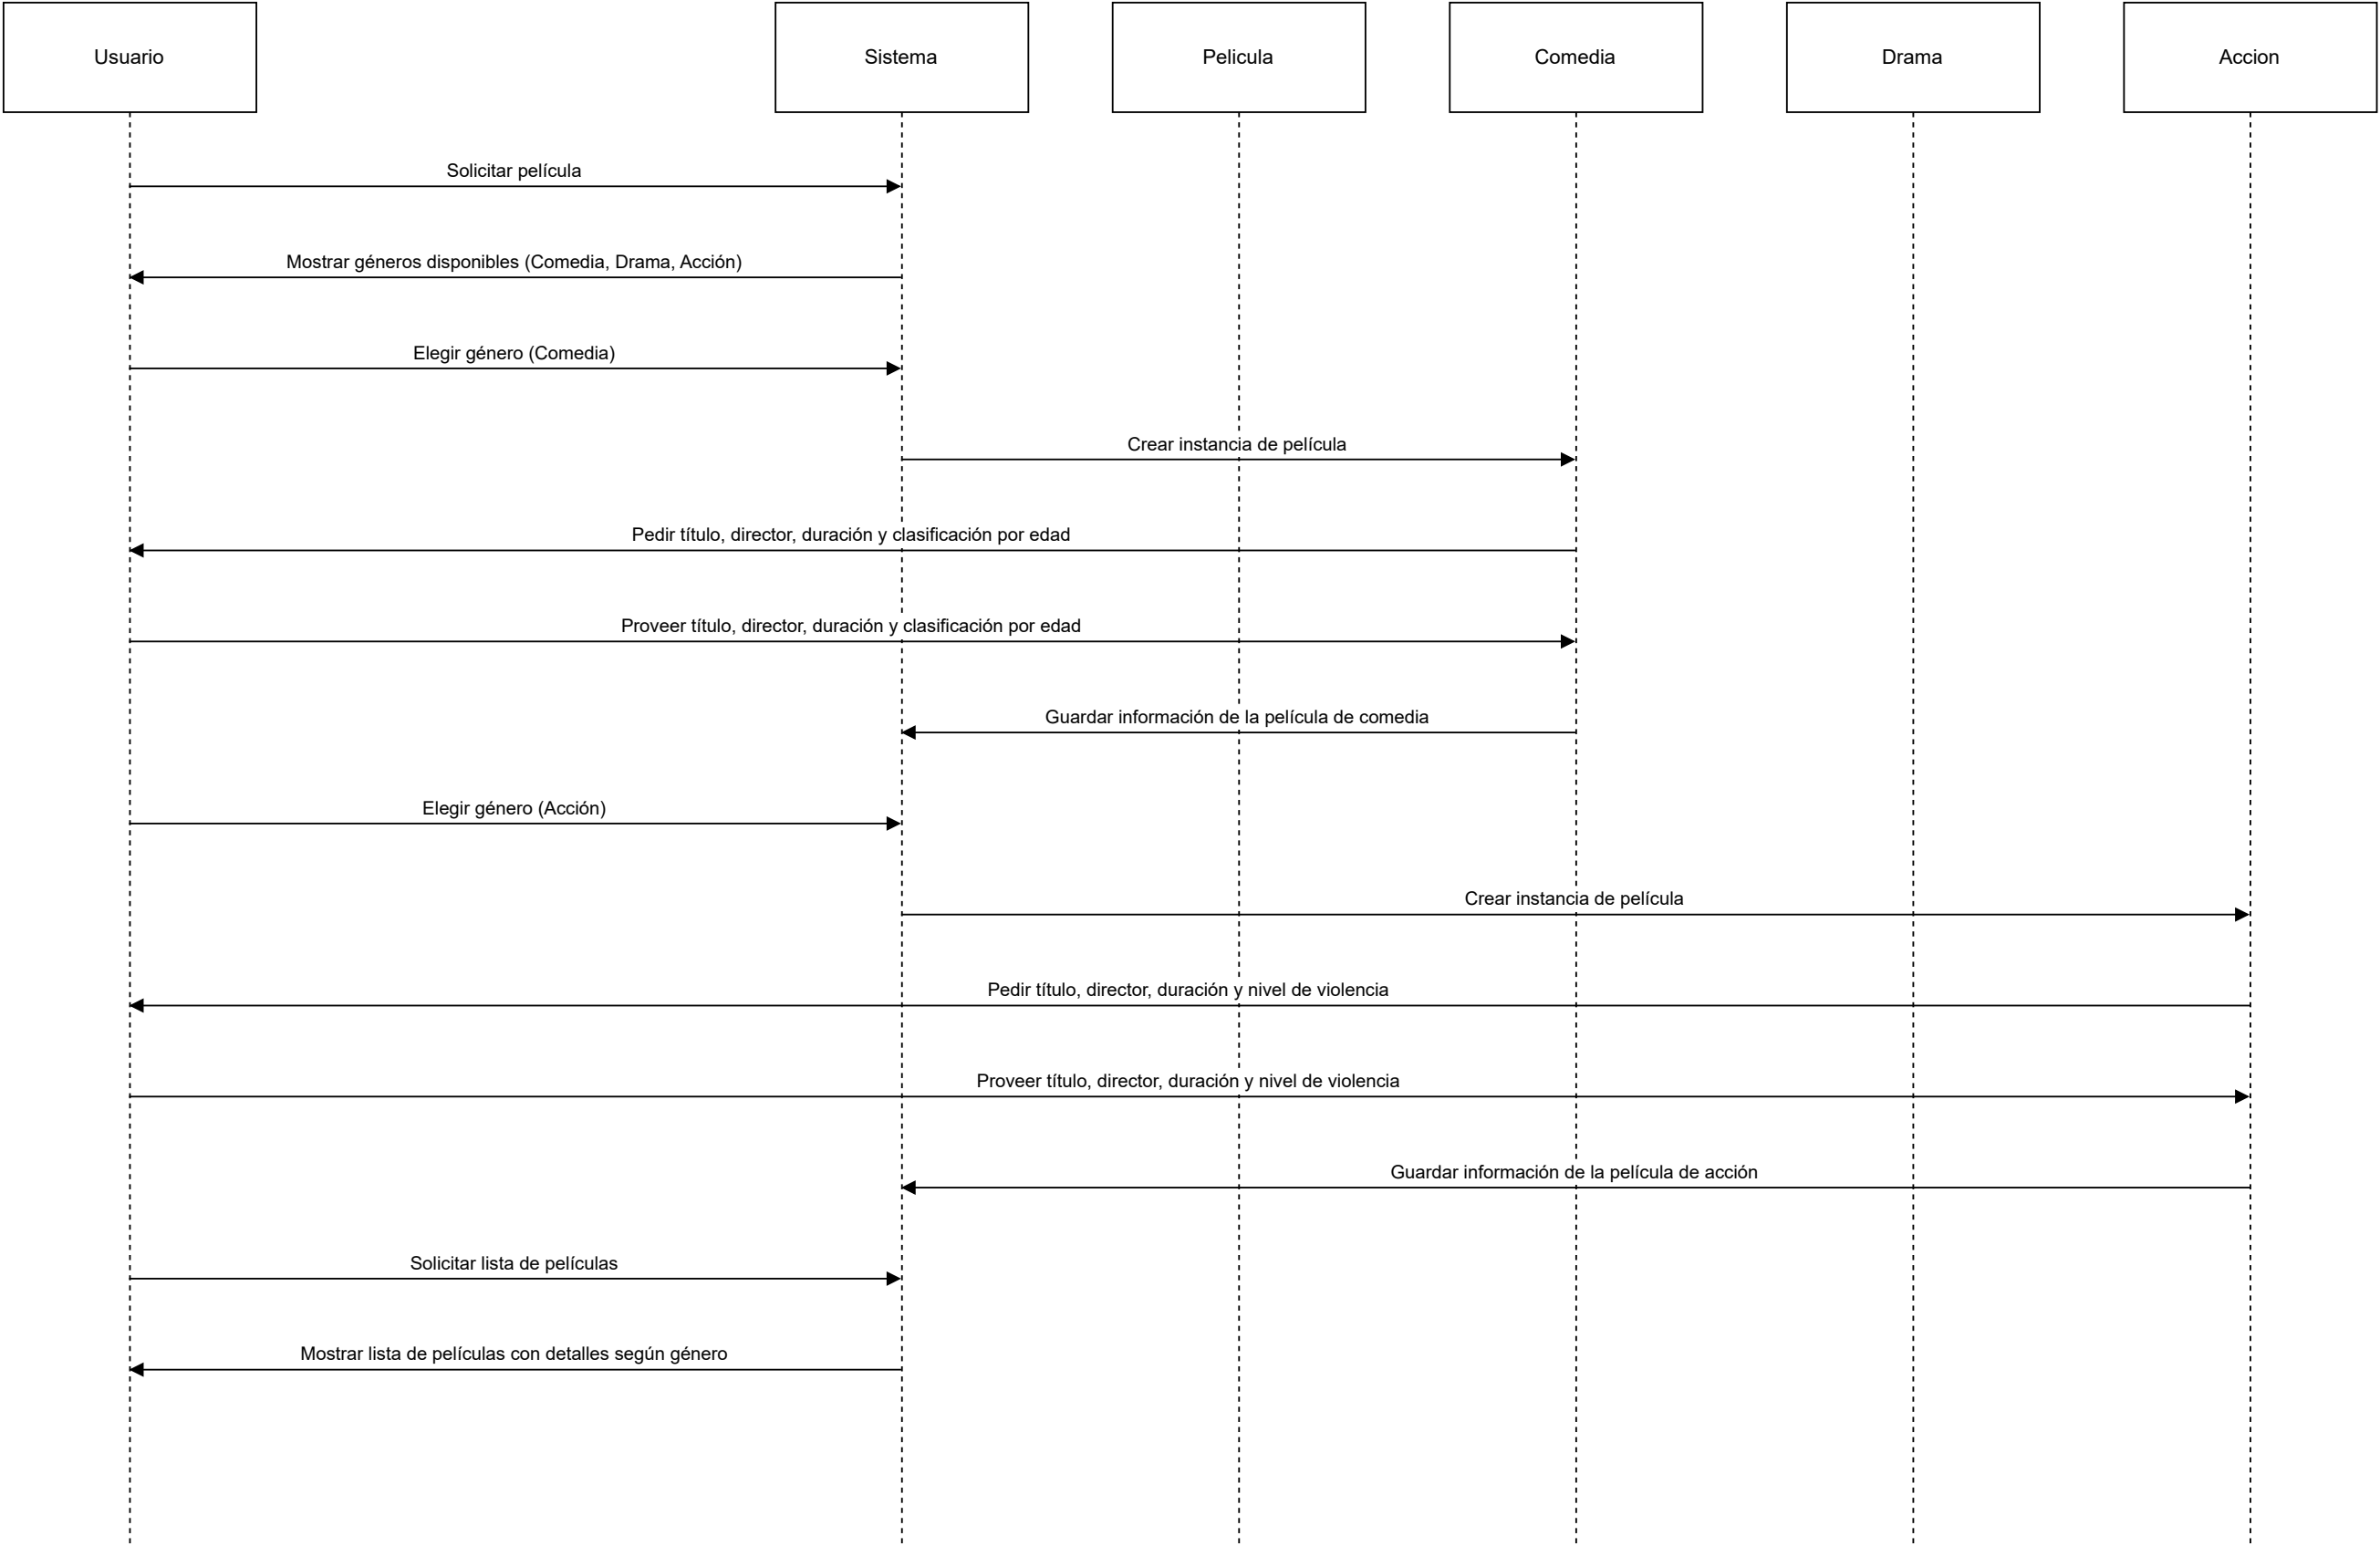 Usuario
Sistema
Pelicula
Comedia
Drama
Accion
Solicitar película
Mostrar géneros disponibles (Comedia, Drama, Acción)
Elegir género (Comedia)
Crear instancia de película
Pedir título, director, duración y clasificación por edad
Proveer título, director, duración y clasificación por edad
Guardar información de la película de comedia
Elegir género (Acción)
Crear instancia de película
Pedir título, director, duración y nivel de violencia
Proveer título, director, duración y nivel de violencia
Guardar información de la película de acción
Solicitar lista de películas
Mostrar lista de películas con detalles según género